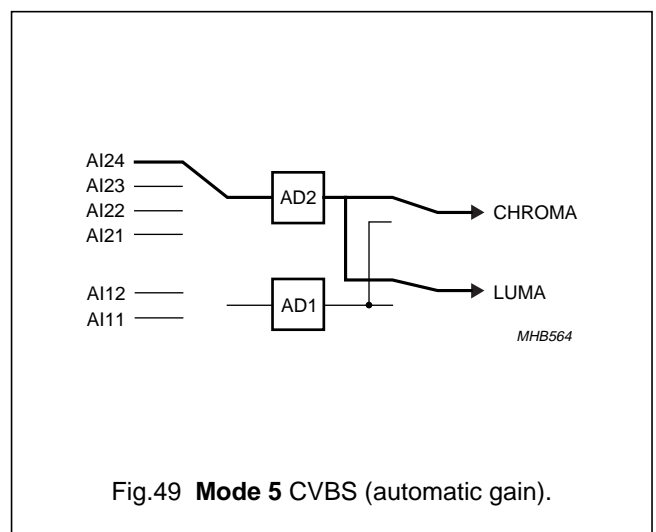 AI24
AI23
AI22
AI21
AD2
CHROMA
AI12
AI11
AD1
LUMA
MHB564
Fig.49 Mode 5 CVBS (automatic gain).